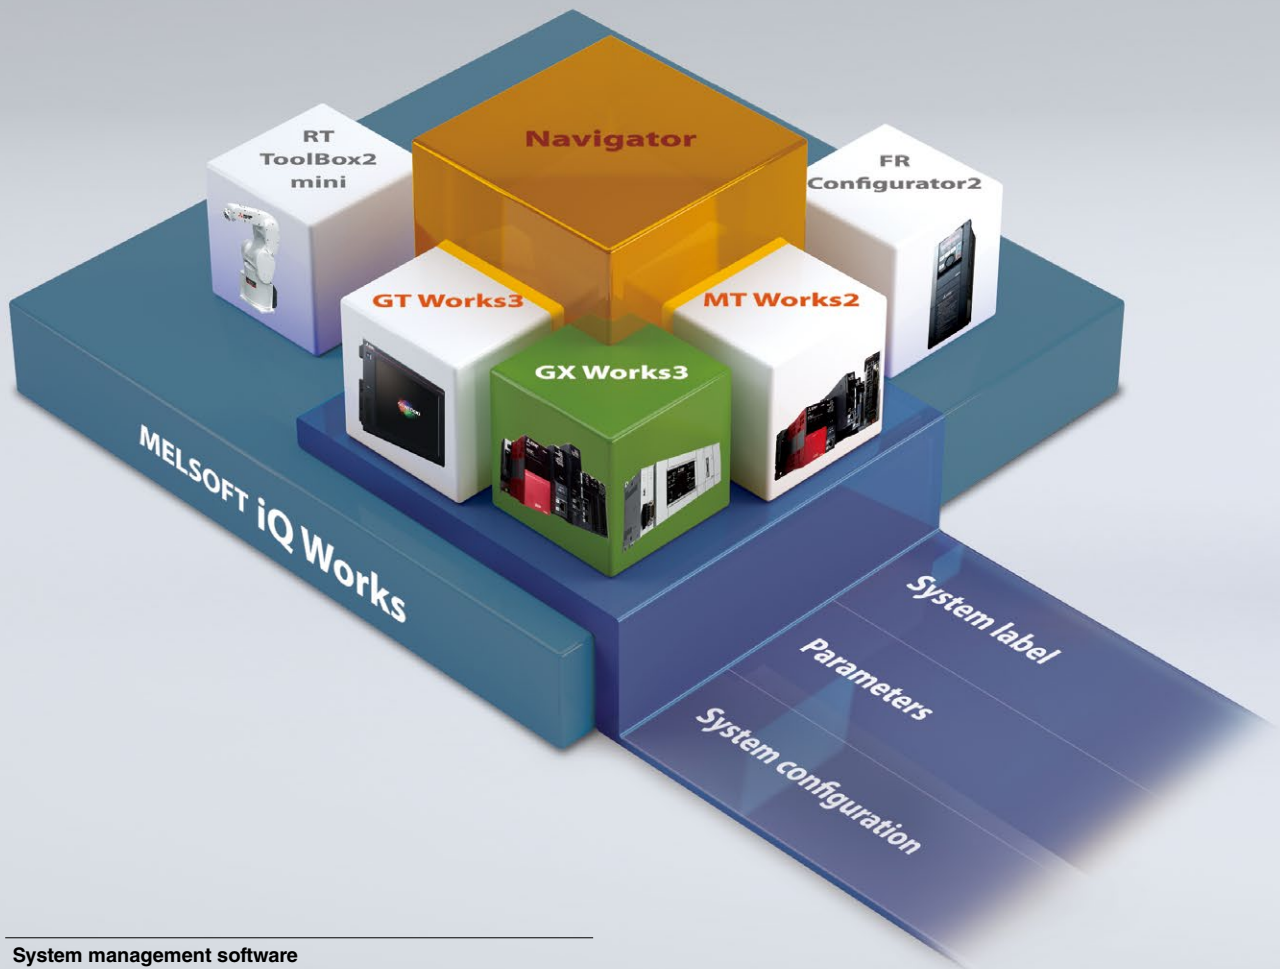 Navigator
RT
ToolBox2
mini
FR
Configurator2
GT Works3
MT Works2
GX Works3
MELSOFT iQ Works
System label
Parameters
System configuration
System management software